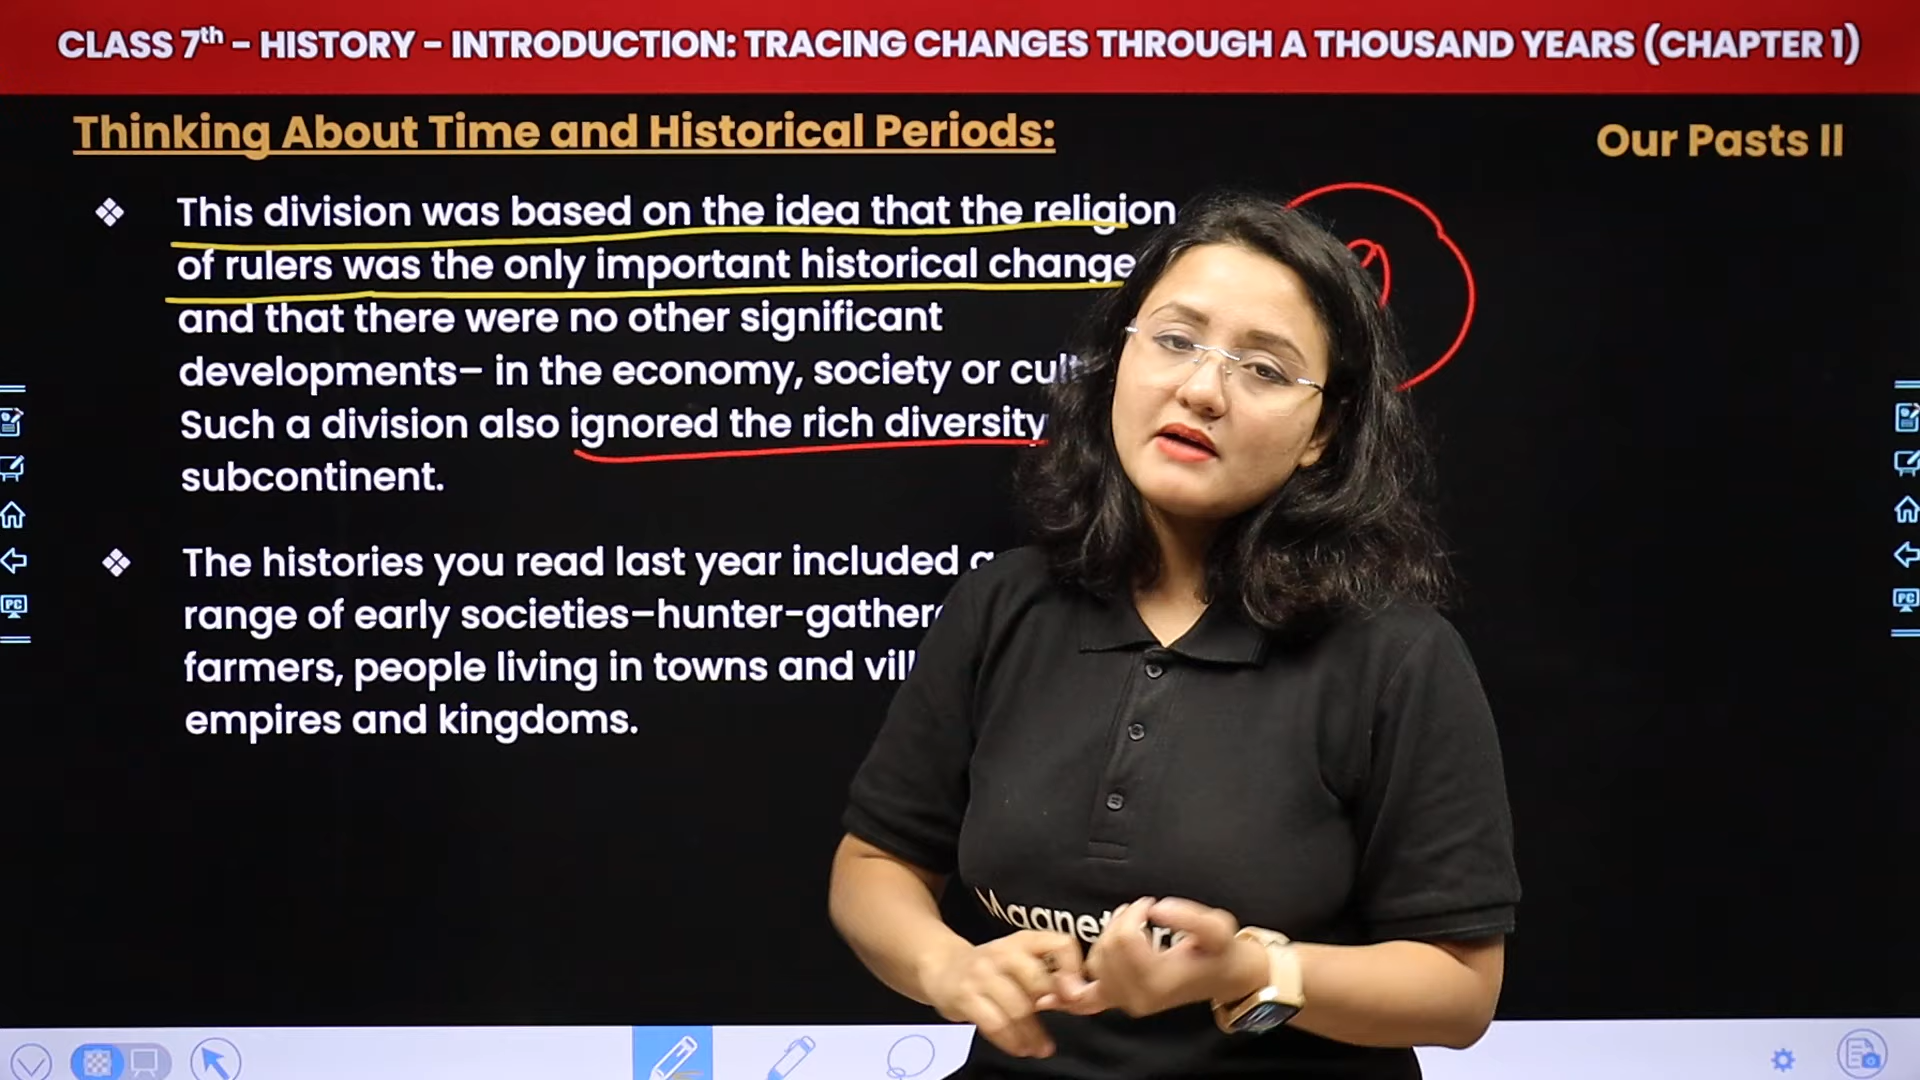 CLASS 7th – HISTORY – INTRODUCTION: TRACING CHANGES THROUGH A THOUSAND YEARS (CHAPTER 1)
Thinking About Time and Historical Periods:
Our Pasts II
❖ This division was based on the idea that the religion
of rulers was the only important historical change
and that there were no other significant
developments– in the economy, society or
Such a division also ignored the rich diversity
subcontinent.
❖ The histories you read last year included
range of early societies–
farmers, people living in towns and
empires and kingdoms.
PC
PC